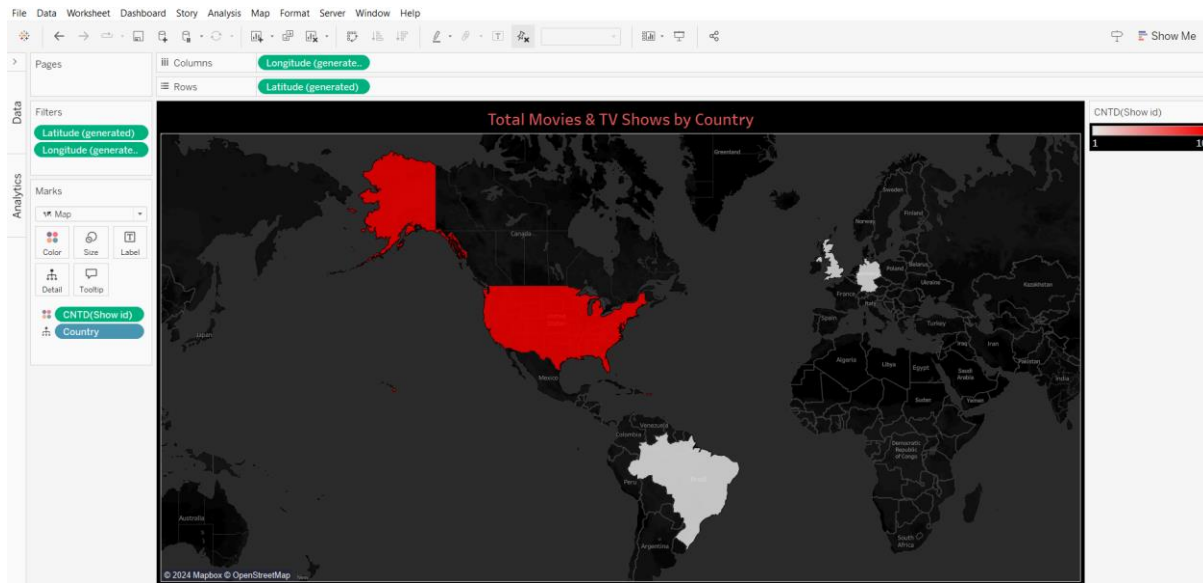 File Data Worksheet Dashboard Story Analysis Map Format Server Window Help
Show Me
Pages
Columns
Longitude (generate..
Rows
Latitude (generated)
Data
Analytics
Filters
Latitude (generated)
Longitude (generate..
Marks
Map
Color
Size
Label
Detail
Tooltip
CNTD(Show id)
Country
Total Movies & TV Shows by Country
Greenland
Canada
Sweden
Norway
Finland
Poland
Belarus
Ukraine
Kazakhstan
France
Italy
Spain
Turkey
Japan
Iraq
Iran
Pakistan
Algeria
Libya
Egypt
Saudi
Arabia
India
Mexico
Sudan
Yemen
Venezuela
Colombia
Democratic
Republic
of Congo
Peru
Brazil
Australia
South
Africa
Argentina
© 2024 Mapbox © OpenStreetMap
CNTD(Show id)
1